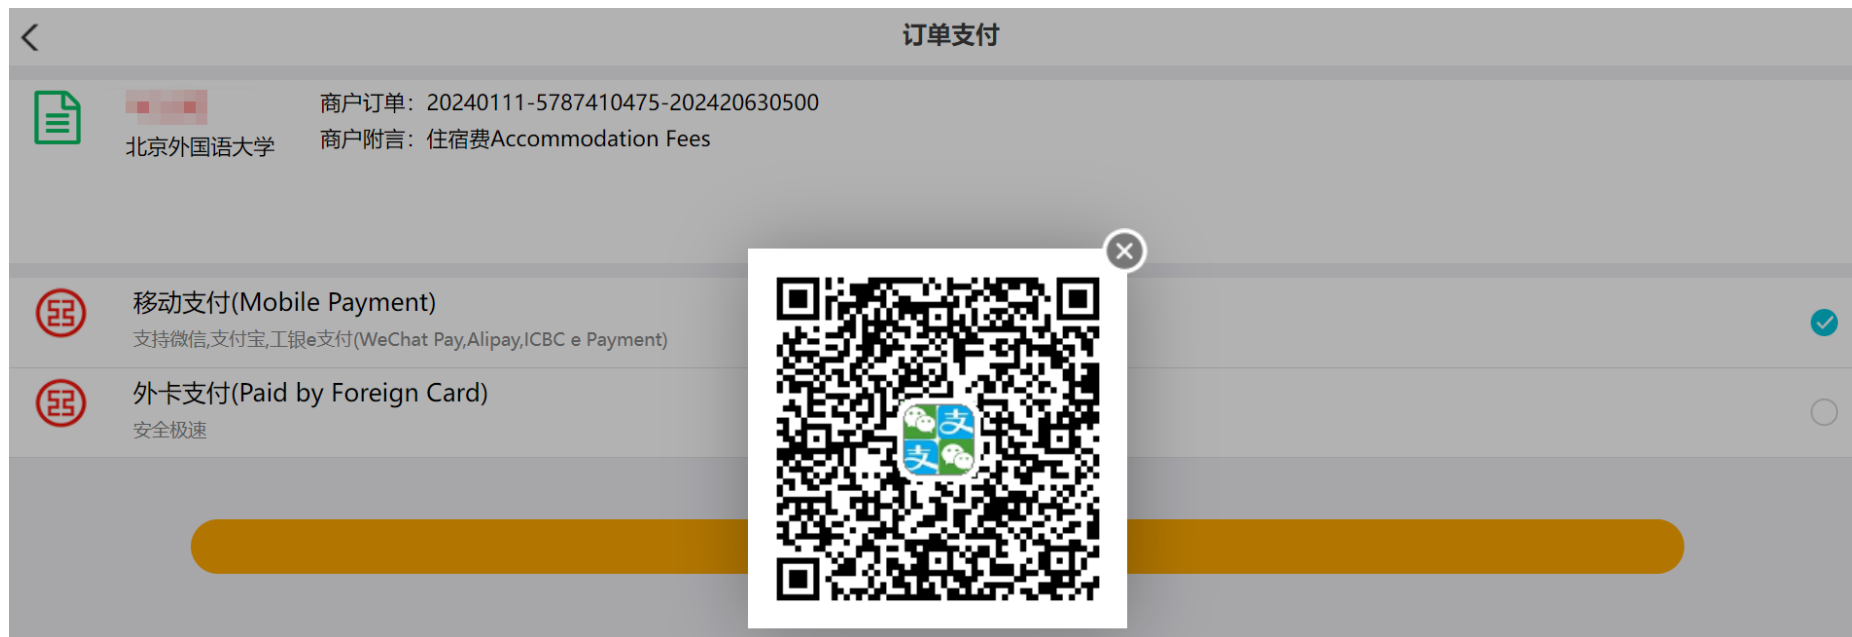 订单支付
商户订单：20240111-5787410475-202420630500
北京外国语大学
商户附言：住宿费Accommodation Fees
移动支付(Mobile Payment)
支持微信,支付宝,工银e支付(WeChat Pay,Alipay,ICBC e Payment)
外卡支付(Paid by Foreign Card)
安全极速
支
支